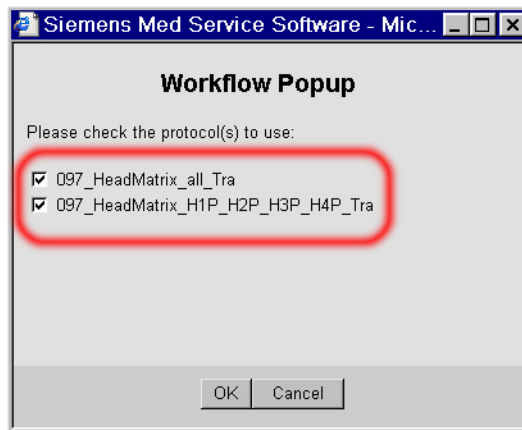 Siemens Med Service Software - Mic...
Workflow Popup
Please check the protocol(s) to use:
097_HeadMatrix_all_Tra
097_HeadMatrix_H1P_H2P_H3P_H4P_Tra
OK Cancel